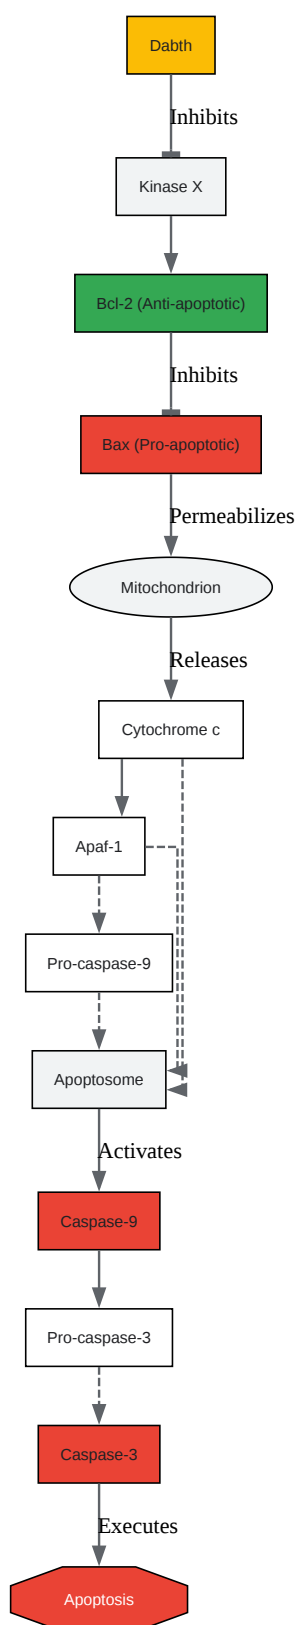 Dabth
Inhibits
Kinase X
Bcl-2 (Anti-apoptotic)
Inhibits
Bax (Pro-apoptotic)
Permeabilizes
Mitochondrion
Releases
Cytochrome c
Apaf-1
Pro-caspase-9
Apoptosome
Activates
Caspase-9
Pro-caspase-3
Caspase-3
Executes
Apoptosis